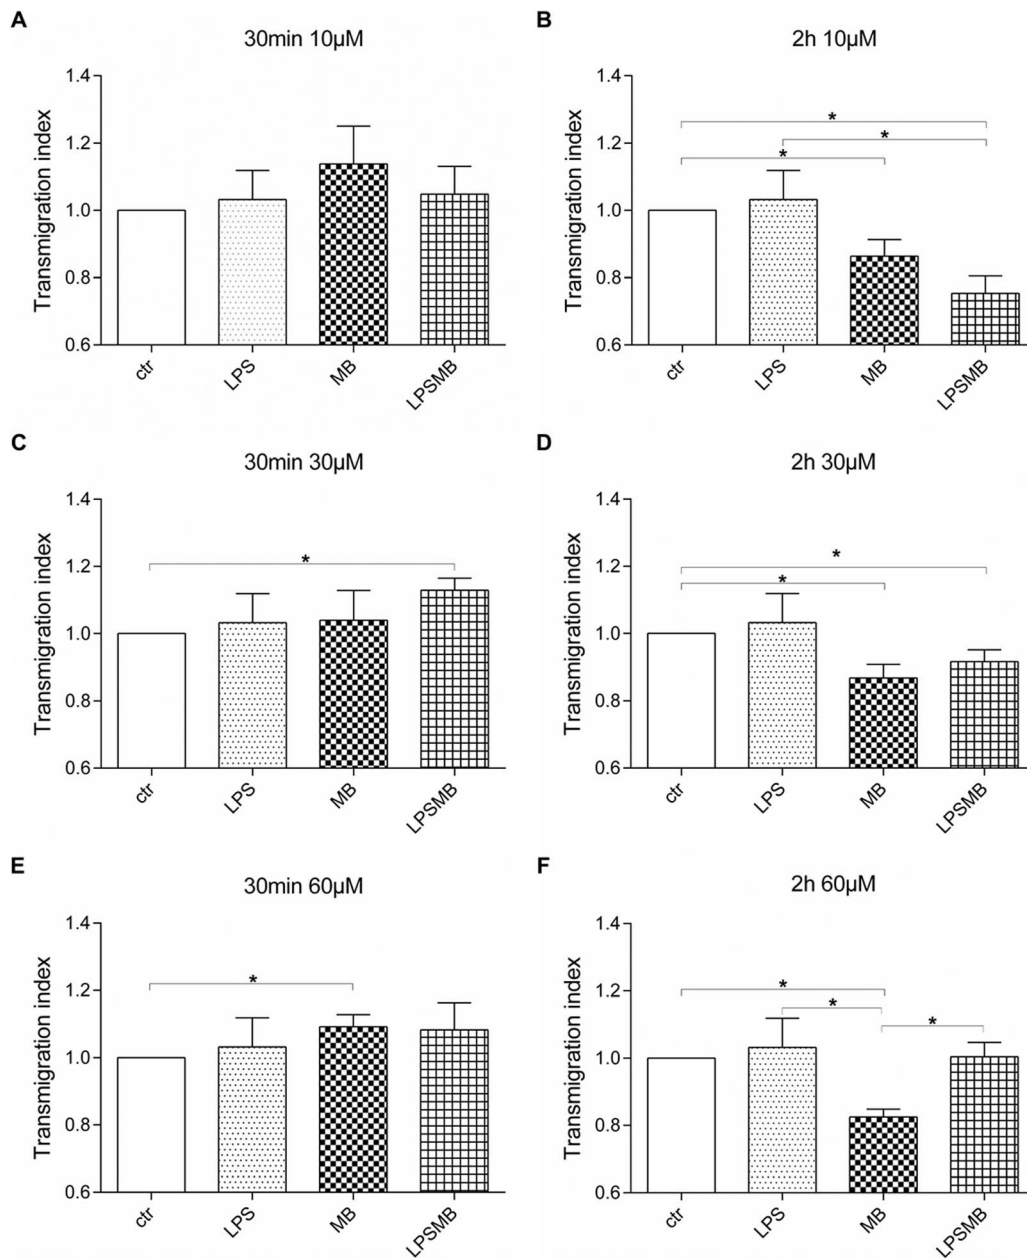 A
30min 10µM
Transmigration index
1.4
1.2
1.0
0.8
0.6
ctr
LPS
MB
LPSMB
B
2h 10µM
Transmigration index
1.4
1.2
1.0
0.8
0.6
*
*
*
ctr
LPS
MB
LPSMB
C
30min 30µM
Transmigration index
1.4
1.2
1.0
0.8
0.6
*
ctr
LPS
MB
LPSMB
D
2h 30µM
Transmigration index
1.4
1.2
1.0
0.8
0.6
*
*
ctr
LPS
MB
LPSMB
E
30min 60µM
Transmigration index
1.4
1.2
1.0
0.8
0.6
*
ctr
LPS
MB
LPSMB
F
2h 60µM
Transmigration index
1.4
1.2
1.0
0.8
0.6
*
*
*
ctr
LPS
MB
LPSMB